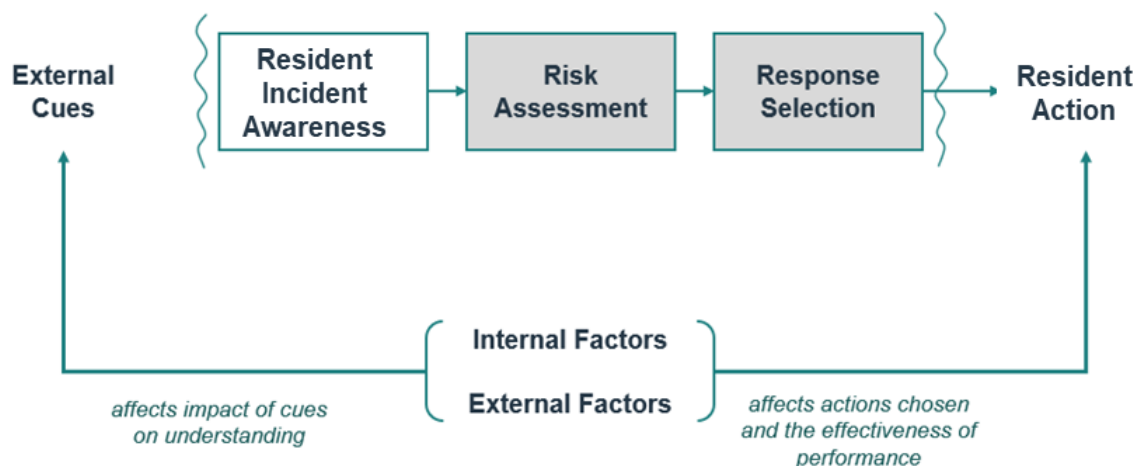 External
Cues
Resident
Incident
Awareness
Risk
Assessment
Response
Selection
Resident
Action
Internal Factors
External Factors
affects impact of cues
on understanding
affects actions chosen
and the effectiveness of
performance